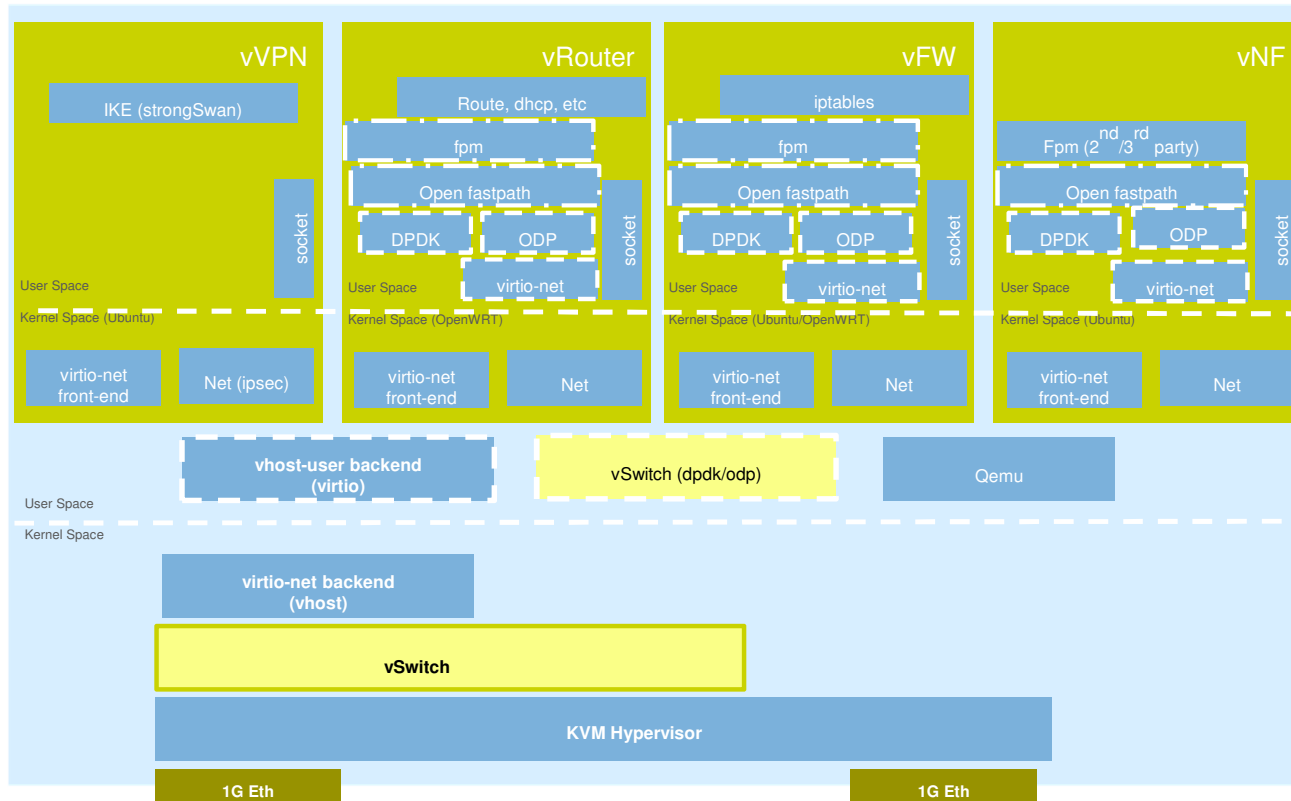 vVPN
IKE (strongSwan)
socket
User Space
Kernel Space (Ubuntu)
virtio-net
front-end
Net (ipsec)
vRouter
Route, dhcp, etc
fpm
Open fastpath
DPDK
ODP
socket
virtio-net
User Space
Kernel Space (OpenWRT)
virtio-net
front-end
Net
vFW
iptables
fpm
Open fastpath
DPDK
ODP
socket
virtio-net
User Space
Kernel Space (Ubuntu/OpenWRT)
virtio-net
front-end
Net
vNF
Fpm (2nd/3rd party)
Open fastpath
DPDK
ODP
socket
virtio-net
User Space
Kernel Space (Ubuntu)
virtio-net
front-end
Net
vhost-user backend
(virtio)
vSwitch (dpdk/odp)
Qemu
User Space
Kernel Space
virtio-net backend
(vhost)
vSwitch
KVM Hypervisor
1G Eth
1G Eth